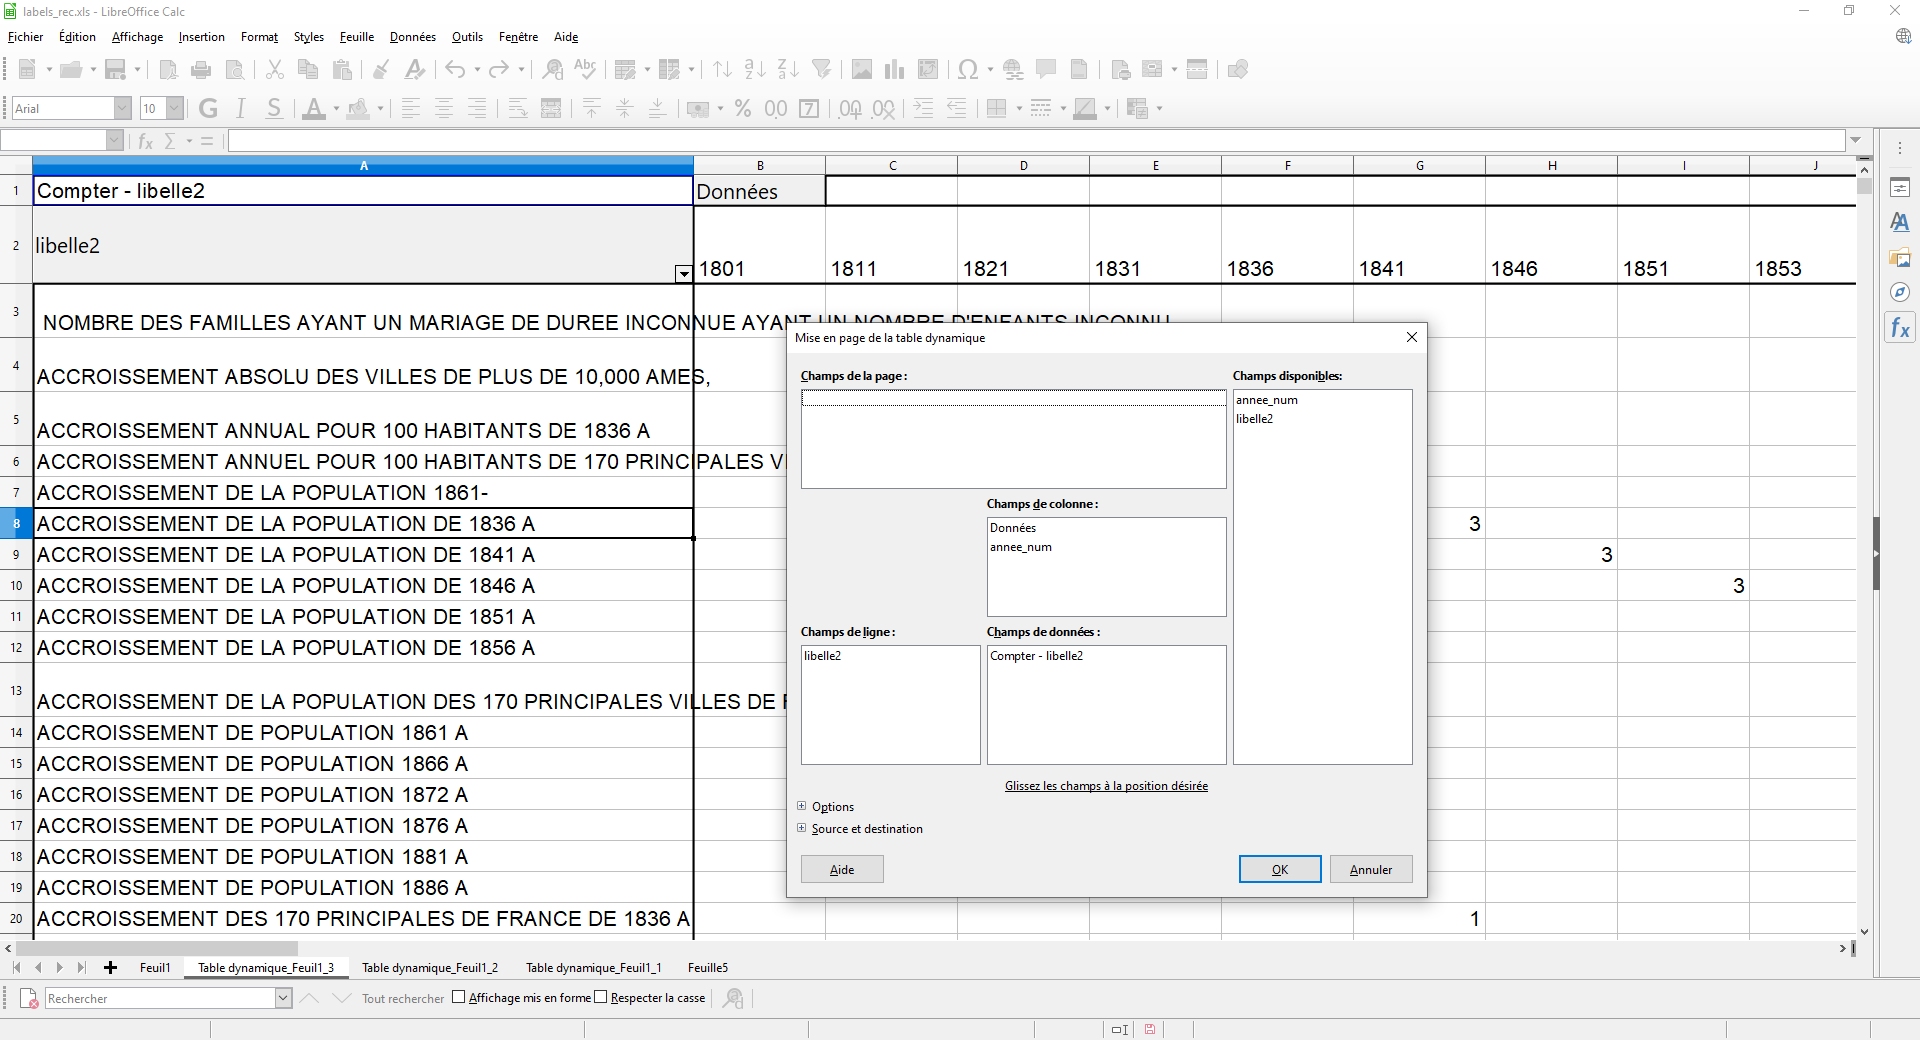 labels_rec.xls - LibreOffice Calc
Fichier Édition Affichage Insertion Format Styles Feuille Données Outils Fenêtre Aide
Arial 10 G I S
A B C D E F G H I J
1 Compter - libelle2 Données
2 libelle2 1801 1811 1821 1831 1836 1841 1846 1851 1853
3 NOMBRE DES FAMILLES AYANT UN MARIAGE DE DUREE INCONNUE AYANT UN NOMBRE D'ENFANTS INCONNU
4 ACCROISSEMENT ABSOLU DES VILLES DE PLUS DE 10,000 AMES,
5 ACCROISSEMENT ANNUAL POUR 100 HABITANTS DE 1836 A
6 ACCROISSEMENT ANNUEL POUR 100 HABITANTS DE 170 PRINCIPALES VI
7 ACCROISSEMENT DE LA POPULATION 1861-
8 ACCROISSEMENT DE LA POPULATION DE 1836 A 3
9 ACCROISSEMENT DE LA POPULATION DE 1841 A 3
10 ACCROISSEMENT DE LA POPULATION DE 1846 A 3
11 ACCROISSEMENT DE LA POPULATION DE 1851 A
12 ACCROISSEMENT DE LA POPULATION DE 1856 A
13 ACCROISSEMENT DE LA POPULATION DES 170 PRINCIPALES VILLES DE
14 ACCROISSEMENT DE POPULATION 1861 A
15 ACCROISSEMENT DE POPULATION 1866 A
16 ACCROISSEMENT DE POPULATION 1872 A
17 ACCROISSEMENT DE POPULATION 1876 A
18 ACCROISSEMENT DE POPULATION 1881 A
19 ACCROISSEMENT DE POPULATION 1886 A
20 ACCROISSEMENT DES 170 PRINCIPALES DE FRANCE DE 1836 A 1
Mise en page de la table dynamique
Champs de la page :
Champs disponibles:
annee_num
libelle2
Champs de colonne :
Données
annee_num
Champs de ligne :
libelle2
Champs de données :
Compter - libelle2
Glissez les champs à la position désirée
Options
Source et destination
Aide OK Annuler
Feuil1 Table dynamique_Feuil1_3 Table dynamique_Feuil1_2 Table dynamique_Feuil1_1 Feuille5
Rechercher Tout rechercher Affichage mis en forme Respecter la casse